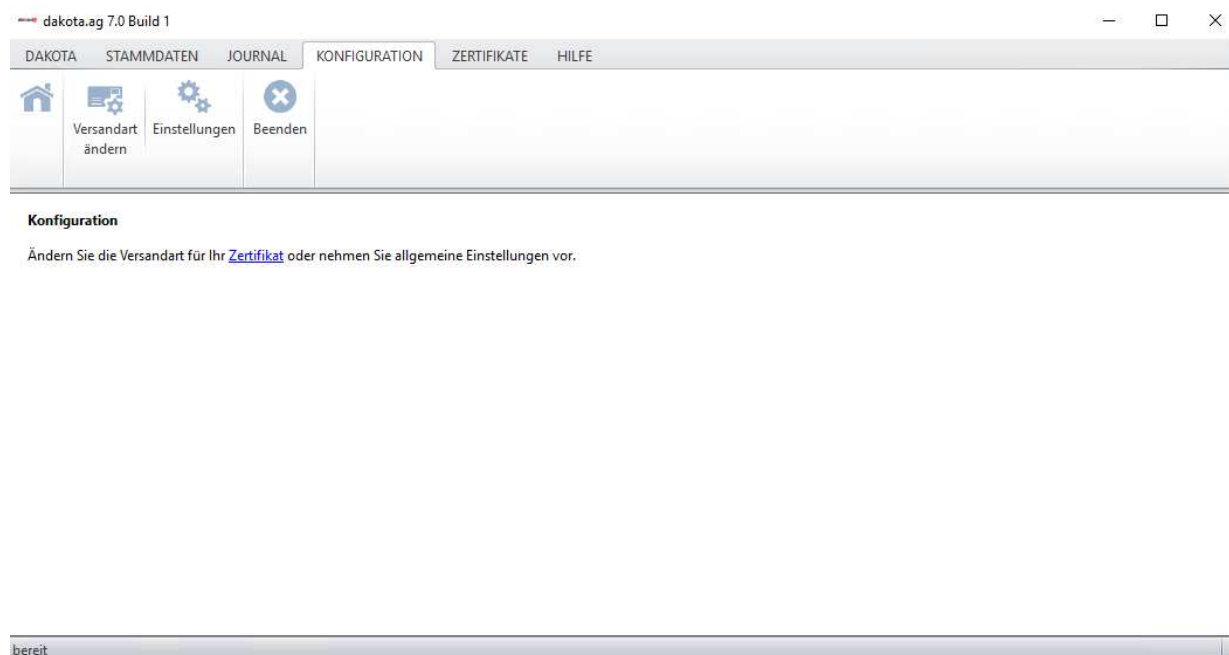 dakota.ag 7.0 Build 1
DAKOTA STAMMDATEN JOURNAL KONFIGURATION ZERTIFIKATE HILFE
Versandart ändern
Einstellungen
Beenden
Konfiguration
Ändern Sie die Versandart für Ihr Zertifikat oder nehmen Sie allgemeine Einstellungen vor.
bereit